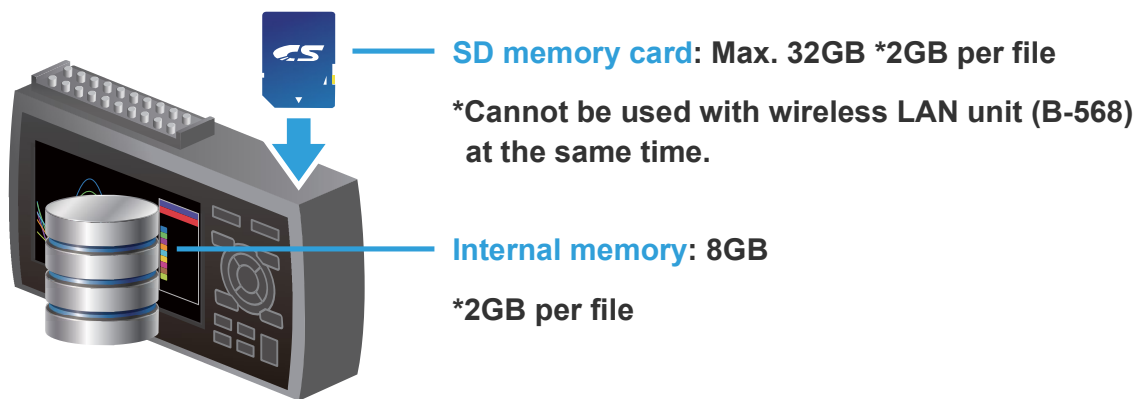 SD memory card: Max. 32GB *2GB per file
*Cannot be used with wireless LAN unit (B-568)
at the same time.
Internal memory: 8GB
*2GB per file